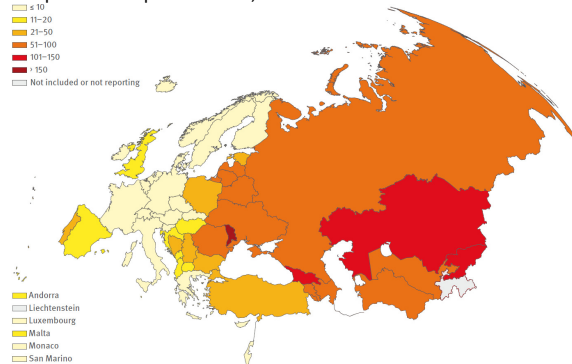 ≤ 10
11–20
21–50
51–100
101–150
> 150
Not included or not reporting
Andorra
Liechtenstein
Luxembourg
Malta
Monaco
San Marino